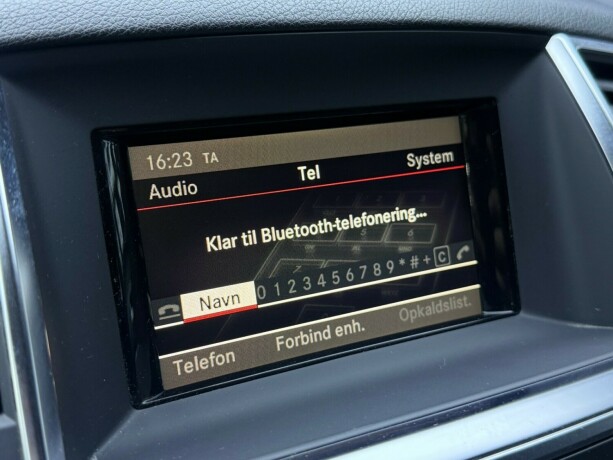 16:23 TA
Audio Tel System
Klar til Bluetooth-telefonering...
Navn 0 1 2 3 4 5 6 7 8 9 * # + C
Telefon Forbind enh. Opkaldslist.